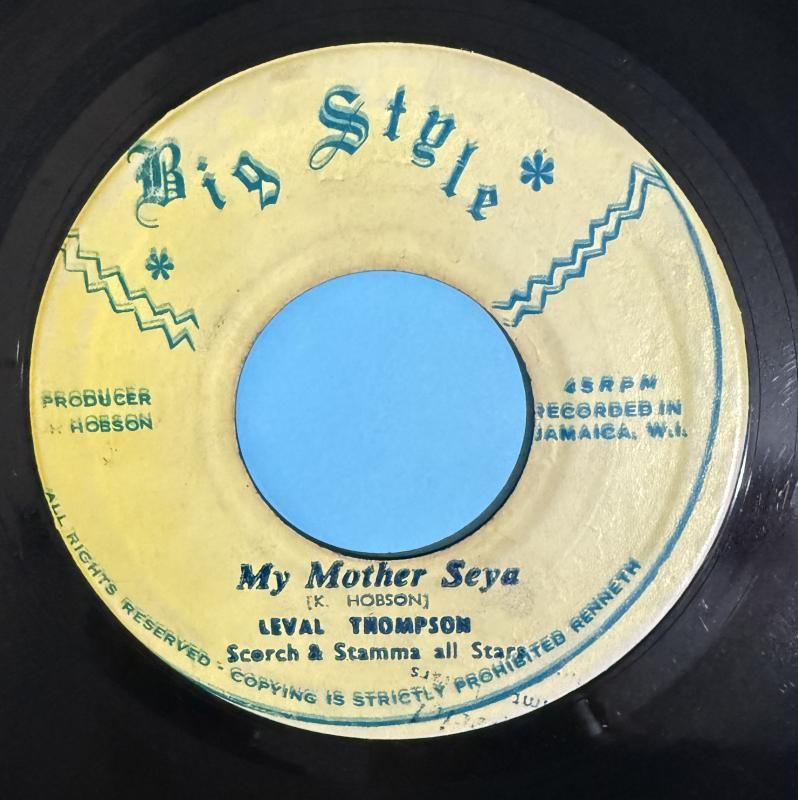 Big Style
*
*
PRODUCER
HOBSON
45 RPM
RECORDED IN
JAMAICA, W.I.
My Mother Seya
[K. HOBSON]
LEVAL THOMPSON
Scorch & Stamma all Stars
ALL RIGHTS RESERVED - COPYING IS STRICTLY PROHIBITED RENNETH